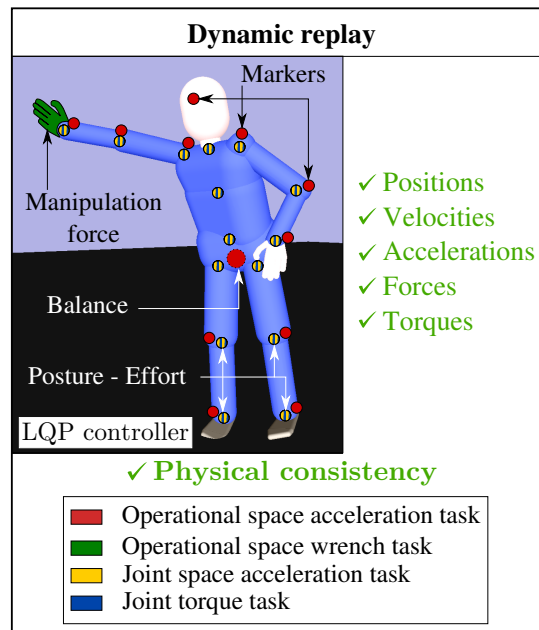 Dynamic replay
Markers
Manipulation
force
✓ Positions
✓ Velocities
✓ Accelerations
✓ Forces
✓ Torques
Balance
Posture - Effort
LQP controller
✓ Physical consistency
Operational space acceleration task
Operational space wrench task
Joint space acceleration task
Joint torque task